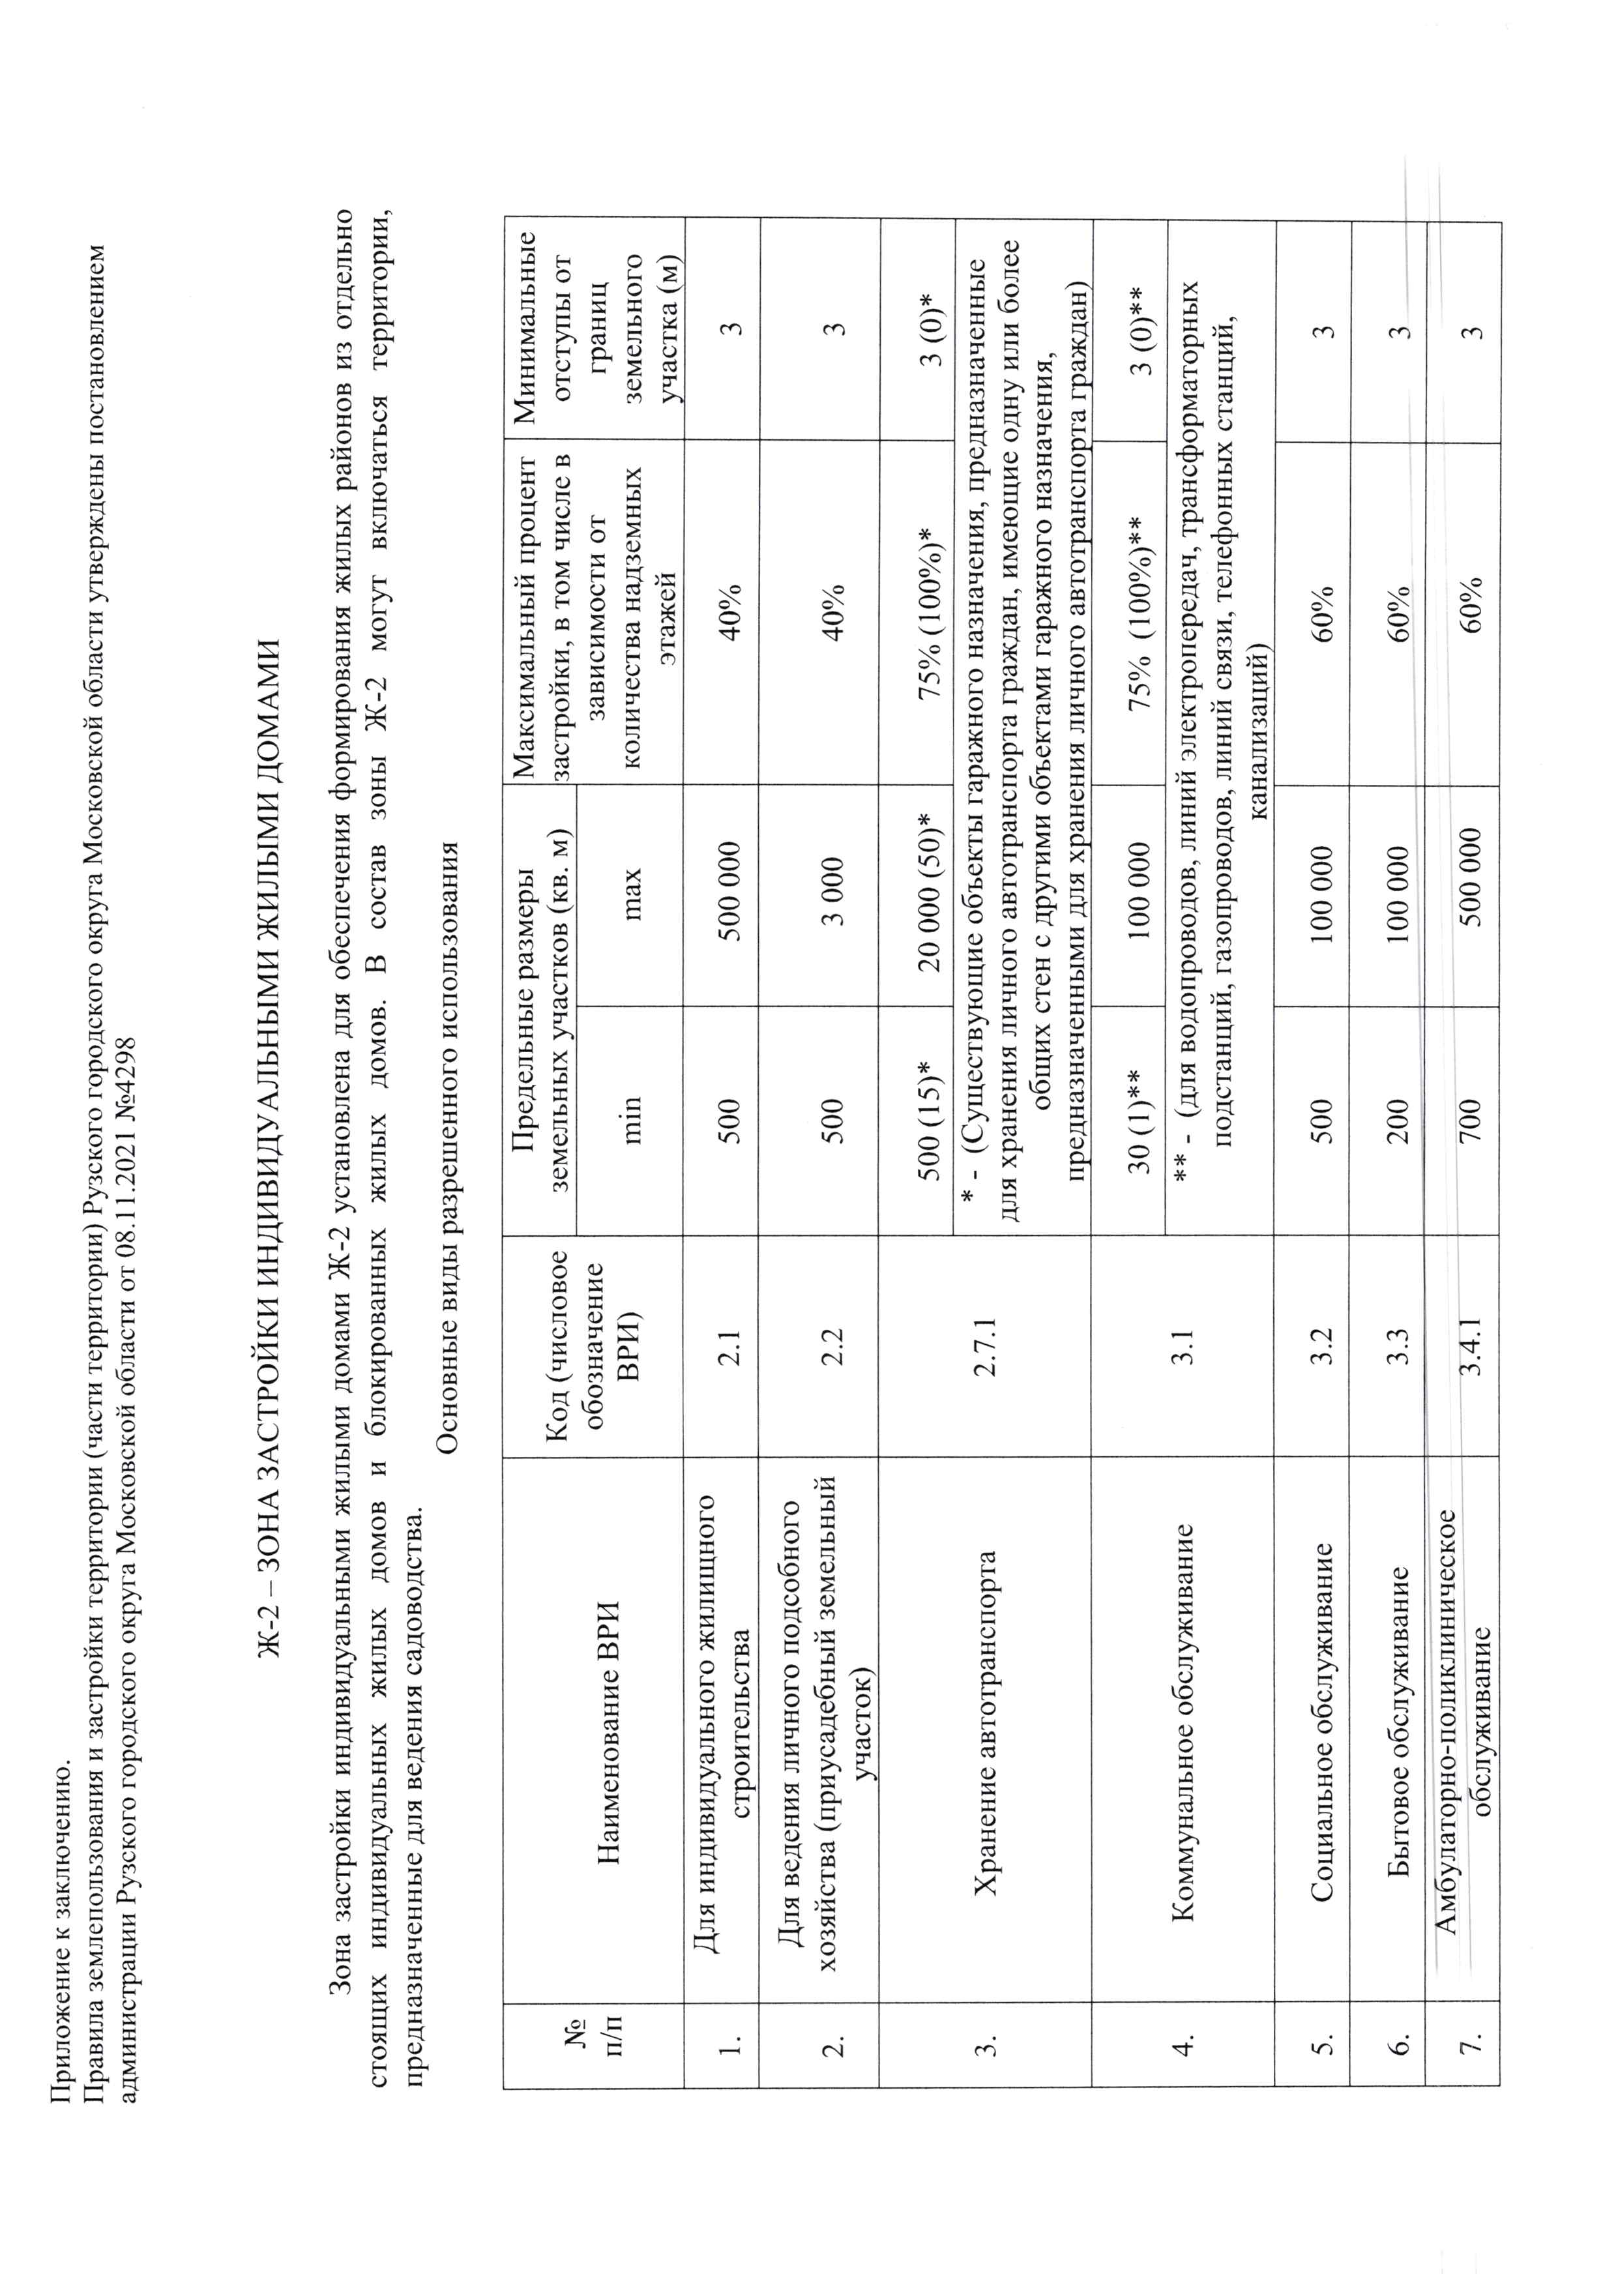 Приложение к заключению.
Правила землепользования и застройки территории (части территории) Рузского городского округа Московской области утверждены постановлением
администрации Рузского городского округа Московской области от 08.11.2021 №4298
Ж-2 – ЗОНА ЗАСТРОЙКИ ИНДИВИДУАЛЬНЫМИ ЖИЛЫМИ ДОМАМИ
Зона застройки индивидуальными жилыми домами Ж-2 установлена для обеспечения формирования жилых районов из отдельно
стоящих индивидуальных жилых домов и блокированных жилых домов. В состав зоны Ж-2 могут включаться территории,
предназначенные для ведения садоводства.
Основные виды разрешенного использования
№
п/п
Наименование ВРИ
Код (числовое
обозначение
ВРИ)
Предельные размеры
земельных участков (кв. м)
min
max
Максимальный процент
застройки, в том числе в
зависимости от
количества надземных
этажей
Минимальные
отступы от
границ
земельного
участка (м)
1.
Для индивидуального жилищного
строительства
2.1
500
500 000
40%
3
2.
Для ведения личного подсобного
хозяйства (приусадебный земельный
участок)
2.2
500
3 000
40%
3
3.
Хранение автотранспорта
2.7.1
500 (15)*
20 000 (50)*
75% (100%)*
3 (0)*
* - (Существующие объекты гаражного назначения, предназначенные
для хранения личного автотранспорта граждан, имеющие одну или более
общих стен с другими объектами гаражного назначения,
предназначенными для хранения личного автотранспорта граждан)
4.
Коммунальное обслуживание
3.1
30 (1)**
100 000
75% (100%)**
3 (0)**
** - (для водопроводов, линий электропередач, трансформаторных
подстанций, газопроводов, линий связи, телефонных станций,
канализаций)
5.
Социальное обслуживание
3.2
500
100 000
60%
3
6.
Бытовое обслуживание
3.3
200
100 000
60%
3
7.
Амбулаторно-поликлиническое
обслуживание
3.4.1
700
500 000
60%
3